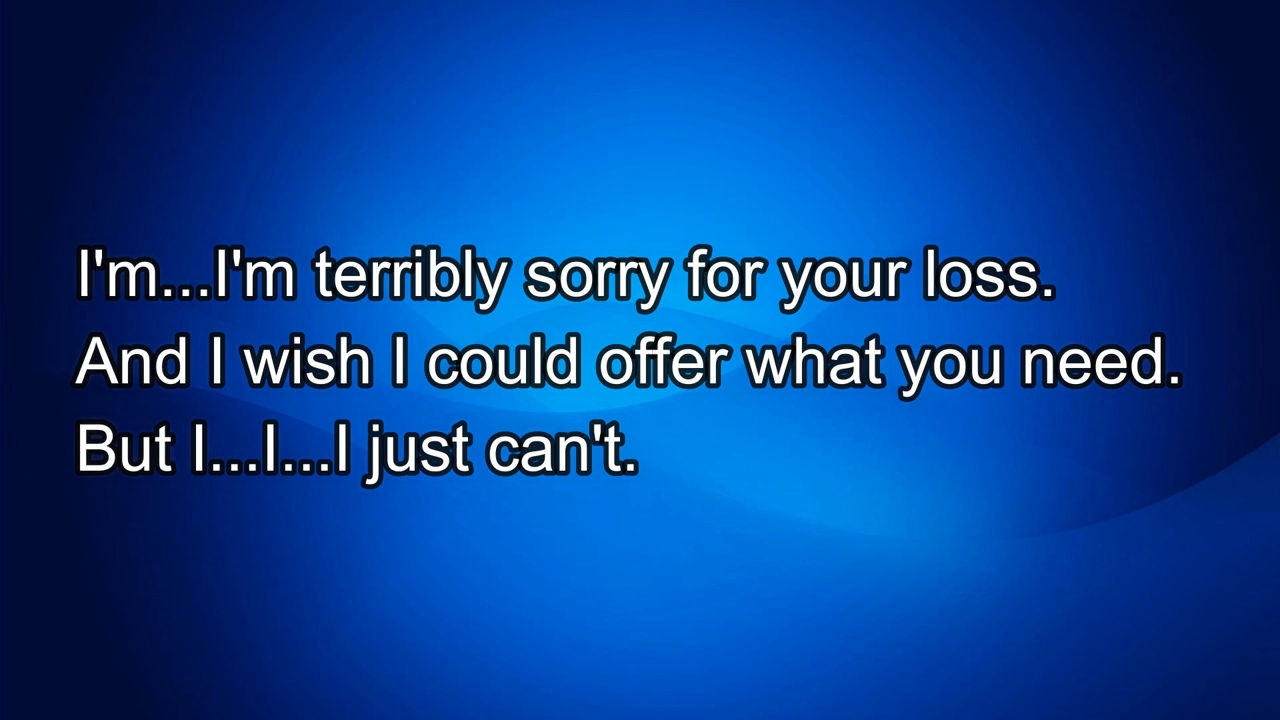 I'm...I'm terribly sorry for your loss.
And I wish I could offer what you need.
But I...I...I just can't.